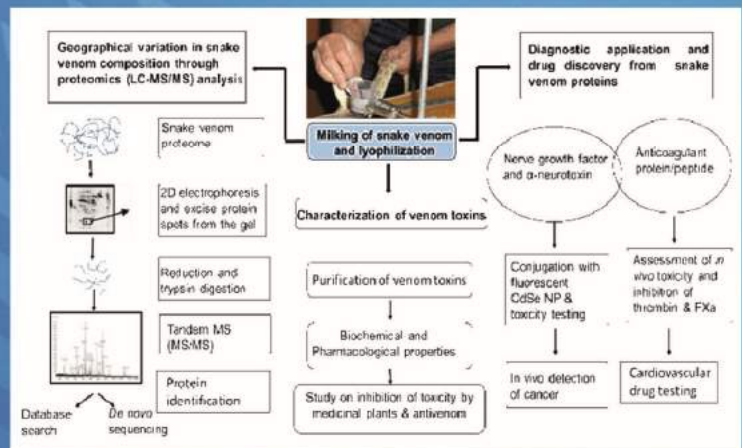 Geographical variation in snake
venom composition through
proteomics (LC-MS/MS) analysis
Snake venom
proteome
2D electrophoresis
and excise protein
spots from the gel
Reduction and
trypsin digestion
Tandem MS
(MS/MS)
Protein
identification
Database
search
De novo
sequencing
Milking of snake venom
and lyophilization
Characterization of venom toxins
Purification of venom toxins
Biochemical and
Pharmacological properties
Study on inhibition of toxicity by
medicinal plants & antivenom
Diagnostic application and
drug discovery from snake
venom proteins
Nerve growth factor
and α-neurotoxin
Conjugation with
fluorescent
CdSe NP &
toxicity testing
In vivo detection
of cancer
Anticoagulant
protein/peptide
Assessment of in
vivo toxicity and
inhibition of
thrombin & FXa
Cardiovascular
drug testing